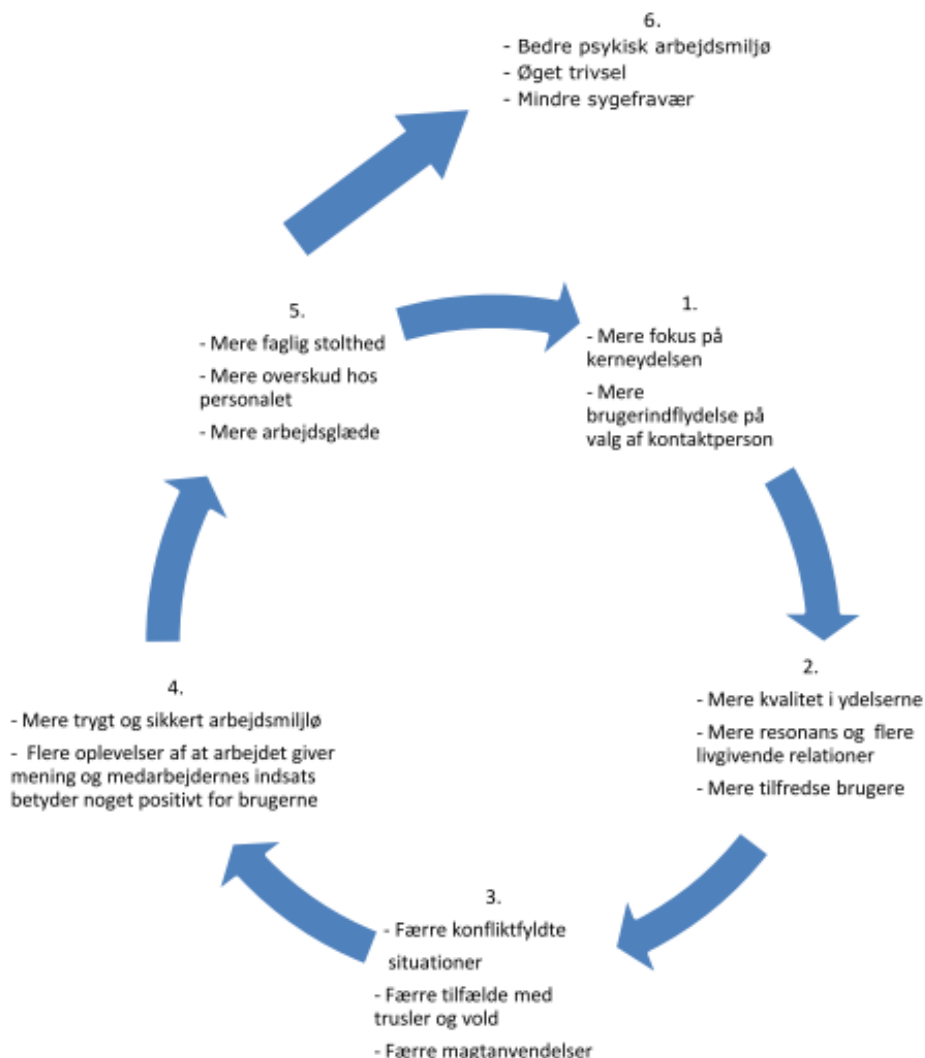 6.
- Bedre psykisk arbejdsmiljø
- Øget trivsel
- Mindre sygefravær
1.
- Mere fokus på
kerneydelsen
- Mere
brugerindflydelse på
valg af kontaktperson
2.
- Mere kvalitet i ydelserne
- Mere resonans og flere
livgivende relationer
- Mere tilfredse brugere
3.
- Færre konfliktfyldte
situationer
- Færre tilfælde med
trusler og vold
- Færre magtanvendelser
4.
- Mere trygt og sikkert arbejdsmiljlø
- Flere oplevelser af at arbejdet giver
mening og medarbejdernes indsats
betyder noget positivt for brugerne
5.
- Mere faglig stolthed
- Mere overskud hos
personalet
- Mere arbejdsglæde